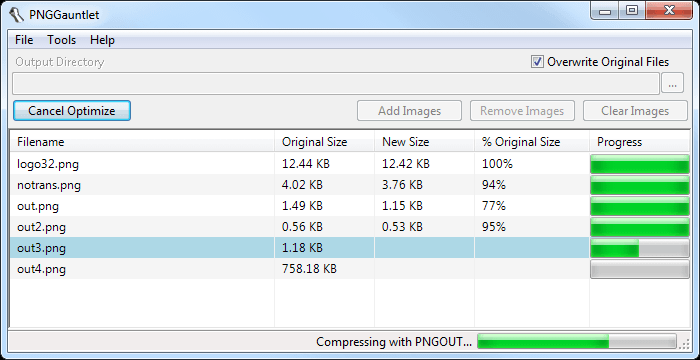 PNGGauntlet
File Tools Help
Output Directory
Overwrite Original Files
...
Cancel Optimize Add Images Remove Images Clear Images
Filename Original Size New Size % Original Size Progress
logo32.png 12.44 KB 12.42 KB 100%
notrans.png 4.02 KB 3.76 KB 94%
out.png 1.49 KB 1.15 KB 77%
out2.png 0.56 KB 0.53 KB 95%
out3.png 1.18 KB
out4.png 758.18 KB
Compressing with PNGOUT...